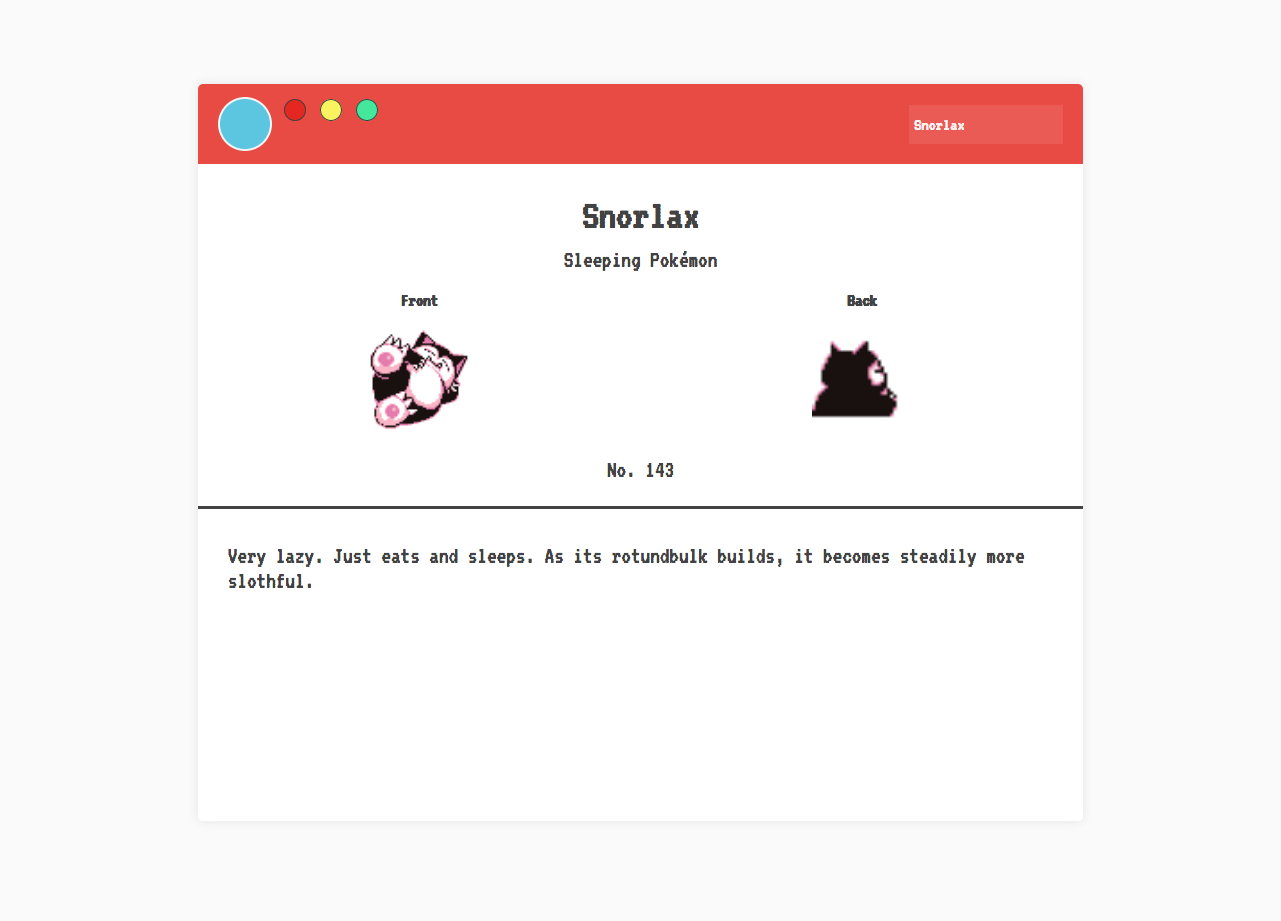 Snorlax
Snorlax
Sleeping Pokémon
Front
Back
No. 143
Very lazy. Just eats and sleeps. As its rotundbulk builds, it becomes steadily more
slothful.